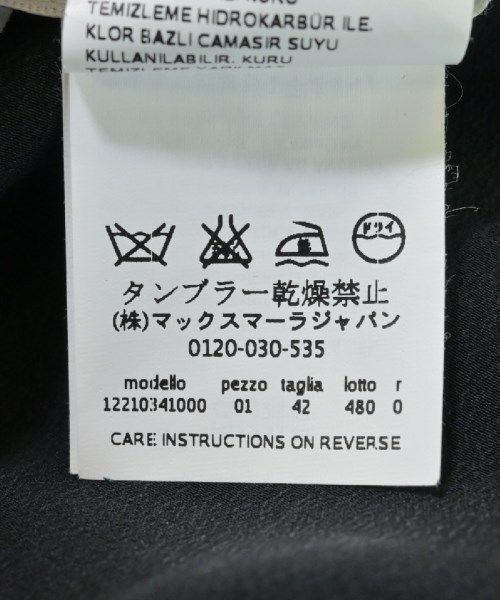 TEMIZLEME HIDROKARBÜR ILE.
KLOR BAZLI CAMASIR SUYU
KULLANILABILIR. KURU
ドライ
タンブラー乾燥禁止
(株)マックスマーラジャパン
0120-030-535
modello pezzo taglia lotto r
12210341000 01 42 480 0
CARE INSTRUCTIONS ON REVERSE